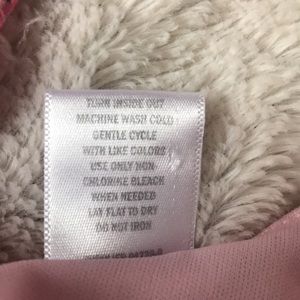 TURN INSIDE OUT
MACHINE WASH COLD
GENTLE CYCLE
WITH LIKE COLORS
USE ONLY NON
CHLORINE BLEACH
WHEN NEEDED
LAY FLAT TO DRY
DO NOT IRON